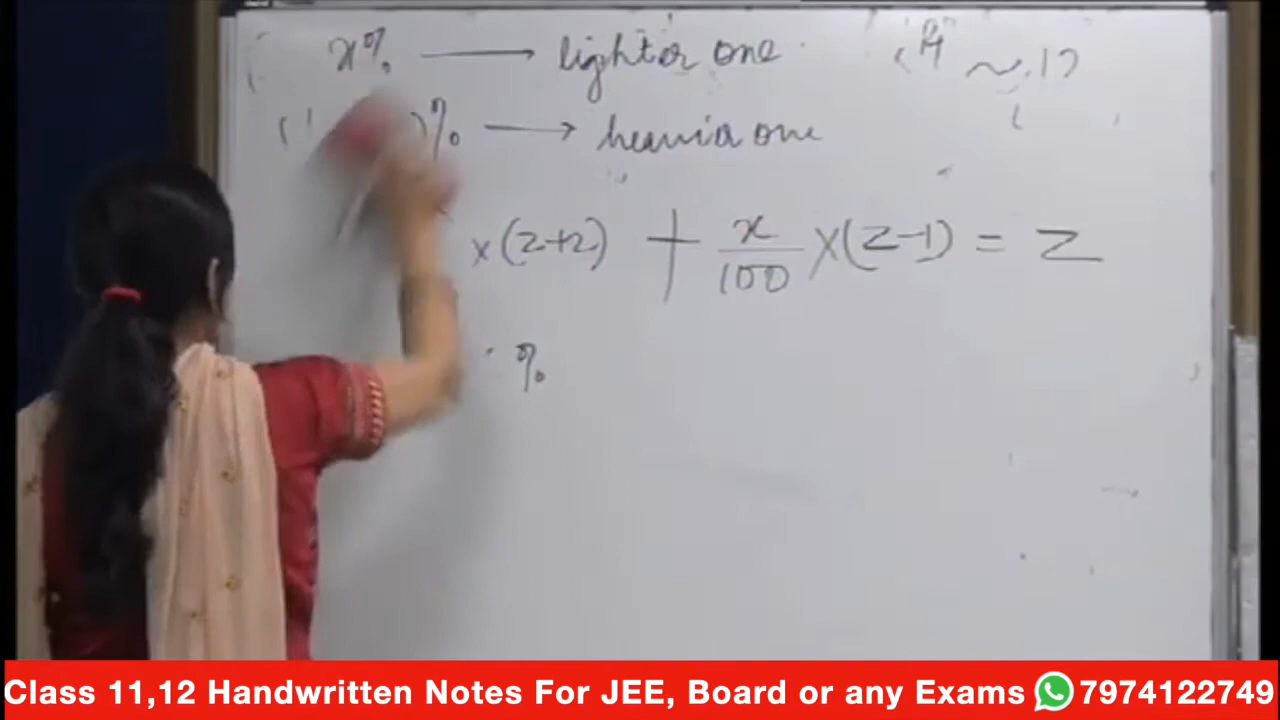 x% → lighter one
)% → heavier one
x(z+2) + x/100 x(z-1) = z
%
Class 11,12 Handwritten Notes For JEE, Board or any Exams 7974122749